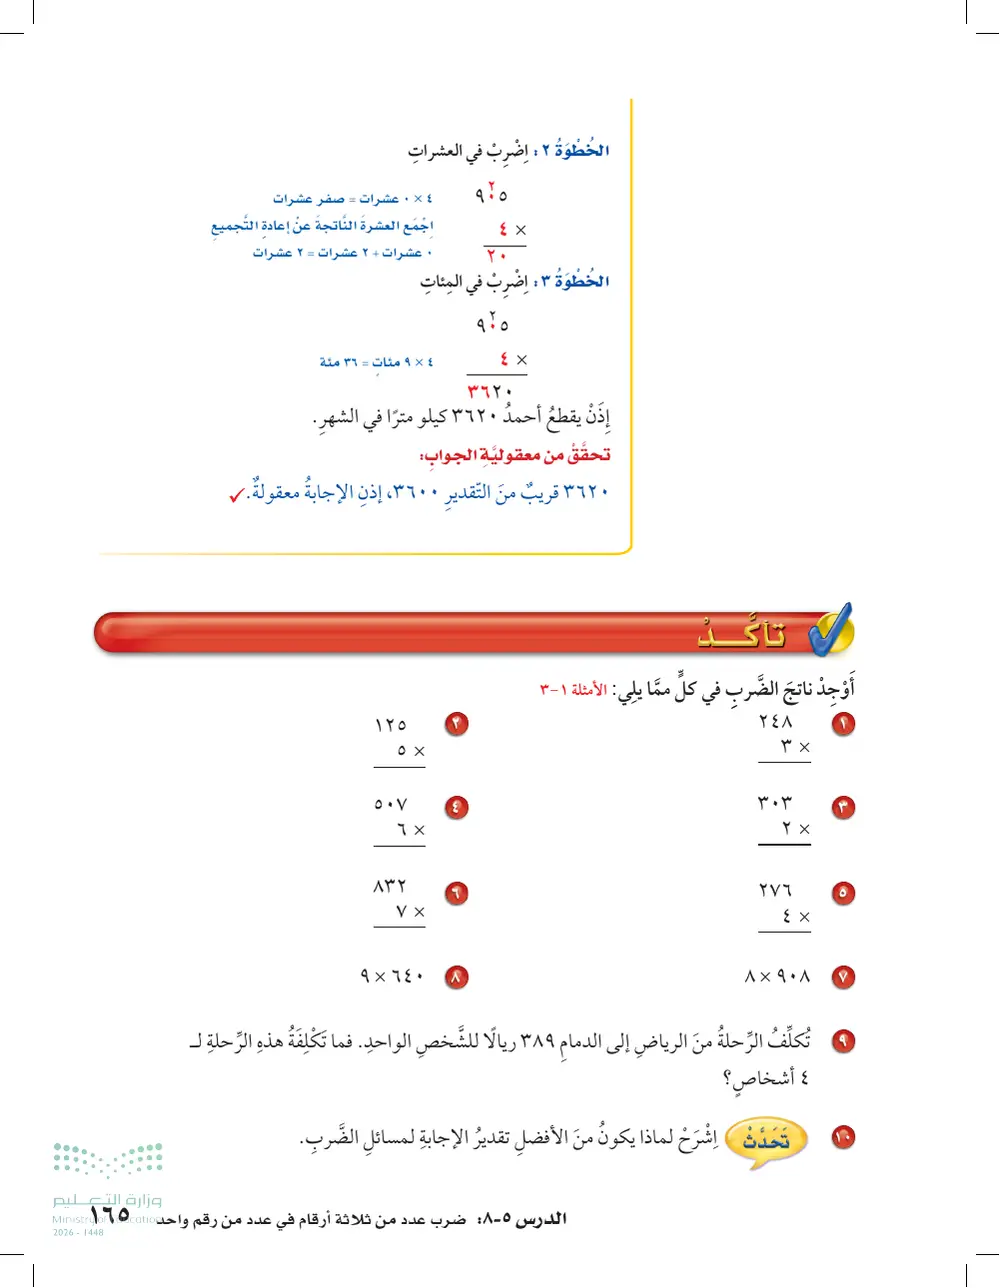 الخُطْوَةُ ٢: اِضْرِبْ في العشراتِ
٢
٩٠٥
٤ × ٠ عشرات = صفر عشرات
× ٤
اِجْمَعِ العشرةَ النَّاتجةَ عنْ إعادةِ التَّجميعِ
٢٠
٠ عشرات + ٢ عشرات = ٢ عشرات
الخُطْوَةُ ٣: اِضْرِبْ في المِئاتِ
٢
٩٠٥
× ٤
٤ × ٩ مئاتٍ = ٣٦ مئة
٣٦٢٠
إِذَنْ يقطعُ أحمدُ ٣٦٢٠ كيلو مترًا في الشهرِ.
تحقَّقْ من معقوليَّةِ الجوابِ:
٣٦٢٠ قريبٌ منَ التّقديرِ ٣٦٠٠، إذنِ الإجابةُ معقولةٌ. ✓
تأكَّدْ
أَوْجِدْ ناتجَ الضَّربِ في كلٍّ ممَّا يلِي: الأمثلة ١-٣
١ ٢٤٨
× ٣
٢ ١٢٥
× ٥
٣ ٣٠٣
× ٢
٤ ٥٠٧
× ٦
٥ ٢٧٦
× ٤
٦ ٨٣٢
× ٧
٧ ٩٠٨ × ٨
٨ ٦٤٠ × ٩
٩ تُكلِّفُ الرِّحلةُ منَ الرياضِ إلى الدمامِ ٣٨٩ ريالًا للشَّخصِ الواحدِ. فما تَكْلِفَةُ هذهِ الرِّحلةِ لـ
٤ أشخاصٍ؟
١٠ تَحَدَّثْ اِشْرَحْ لماذا يكونُ منَ الأفضلِ تقديرُ الإجابةِ لمسائلِ الضَّربِ.
وزارة التعليم
Ministry of Education
2026 - 1448
الدرس ٥-٨: ضرب عدد من ثلاثة أرقام في عدد من رقم واحد ١٦٥